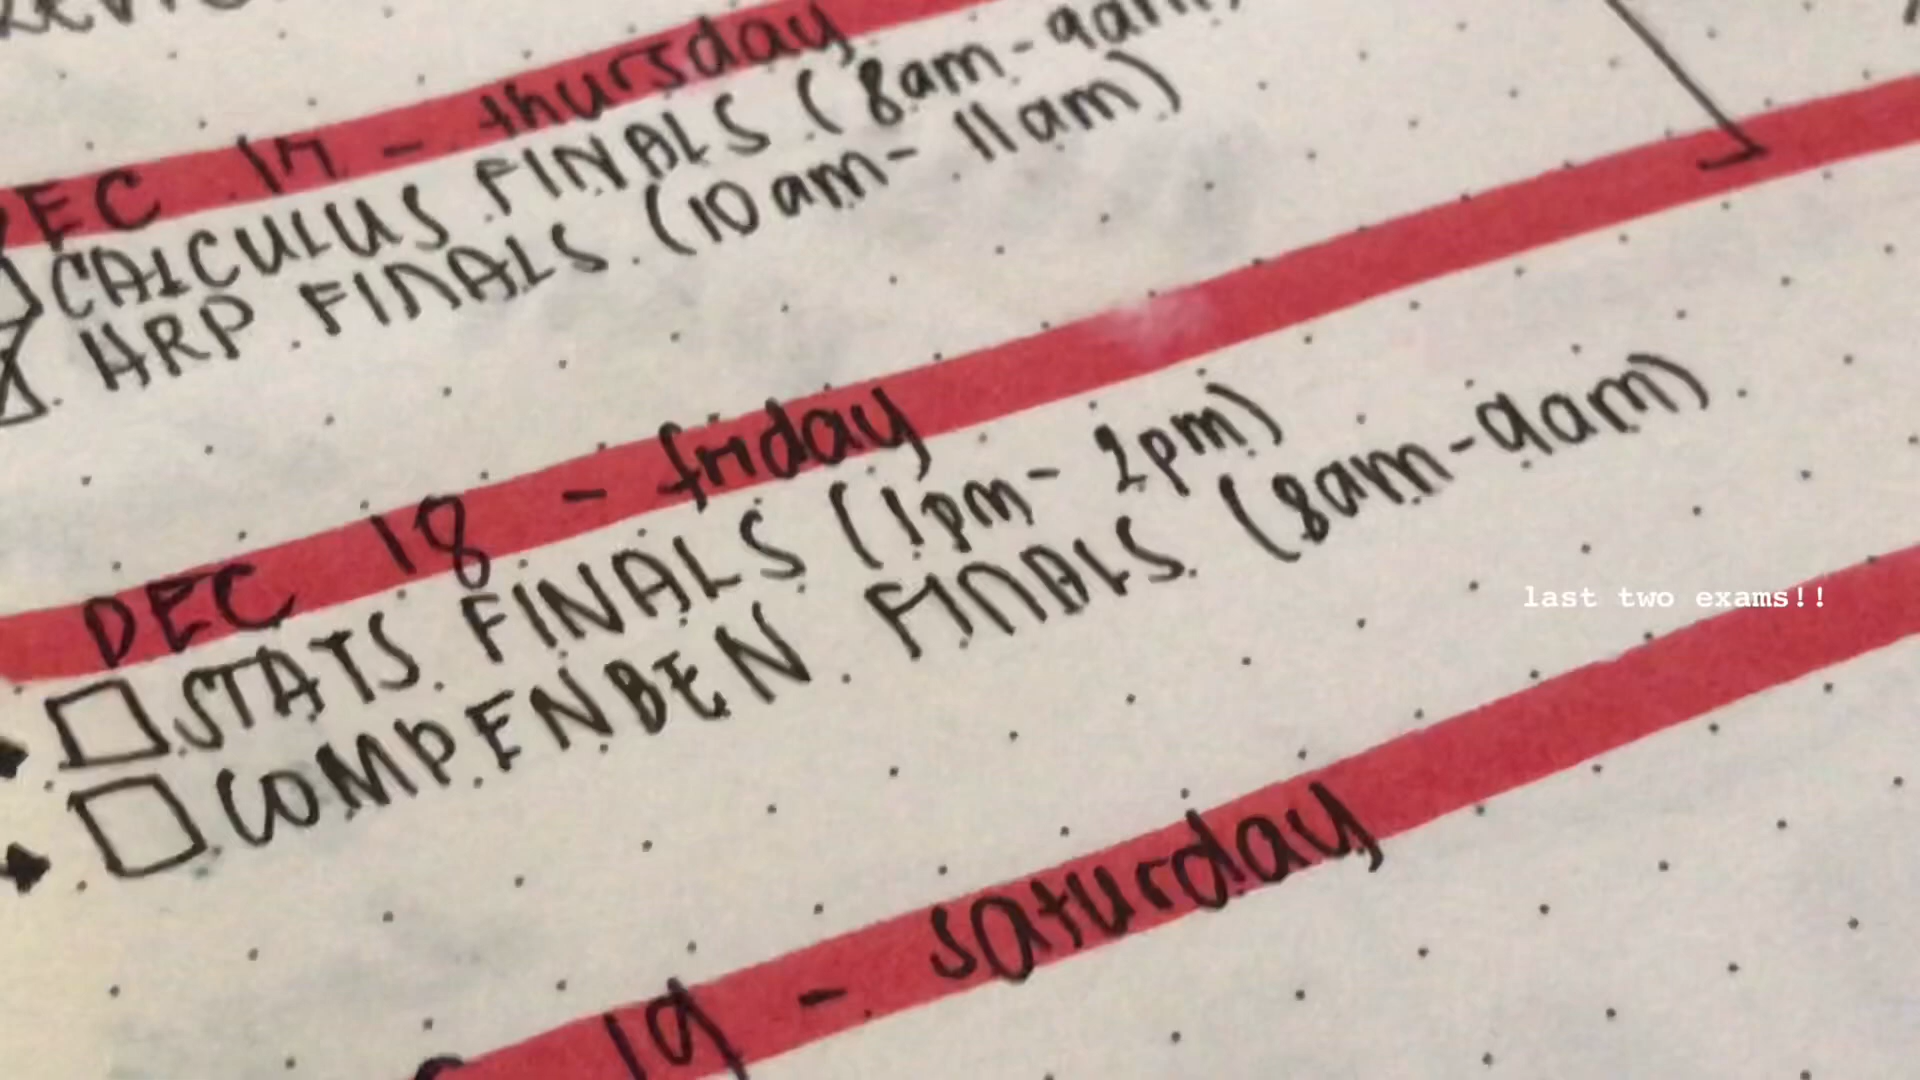 DEC 17 - thursday
CALCULUS FINALS (8am-9am)
HRP FINALS (10am-11am)
DEC 18 - friday
STATS FINALS (1pm-2pm)
COMPENBEN FINALS (8am-9am)
last two exams!!
19 - saturday